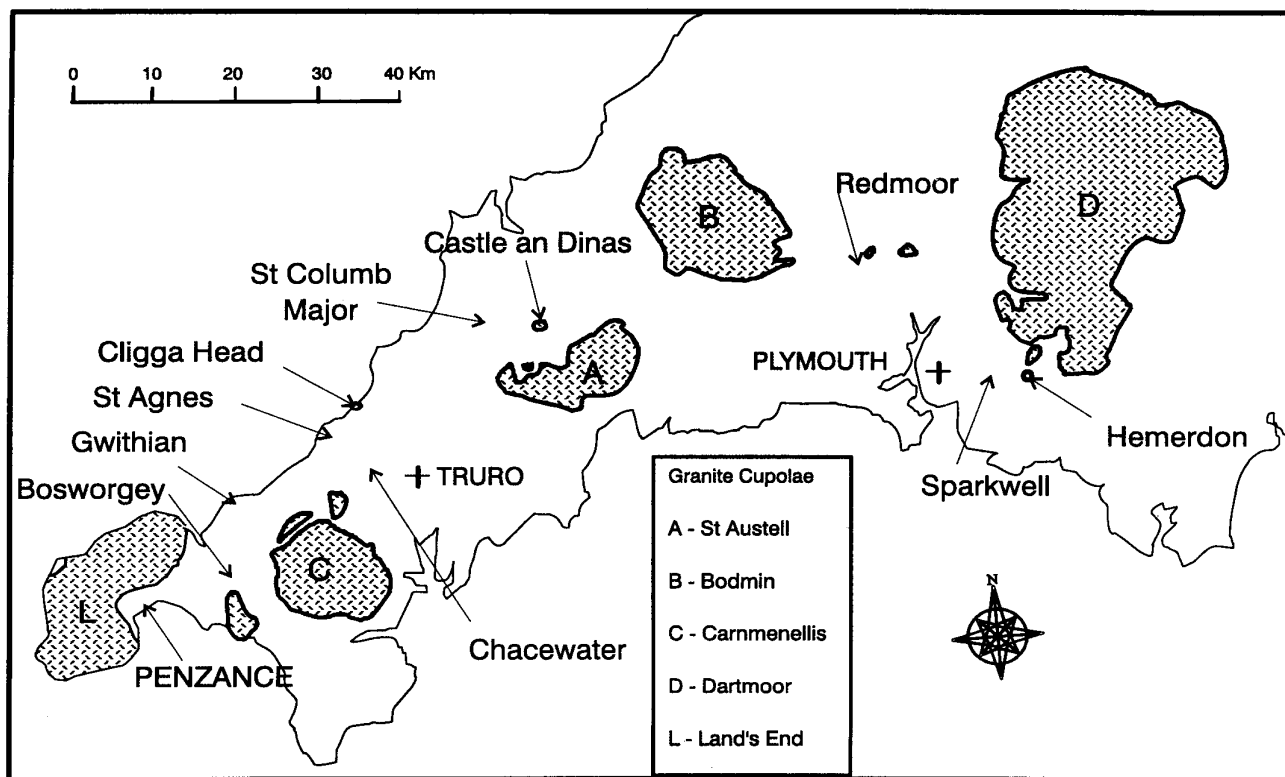 0 10 20 30 40 Km
Redmoor
B
D
Castle an Dinas
St Columb
Major
Cligga Head
PLYMOUTH
A
St Agnes
Gwithian
Hemerdon
Bosworgey
TRURO
Sparkwell
C
L
Chacewater
PENZANCE
Granite Cupolae
A - St Austell
B - Bodmin
C - Carnmenellis
D - Dartmoor
L - Land's End
N